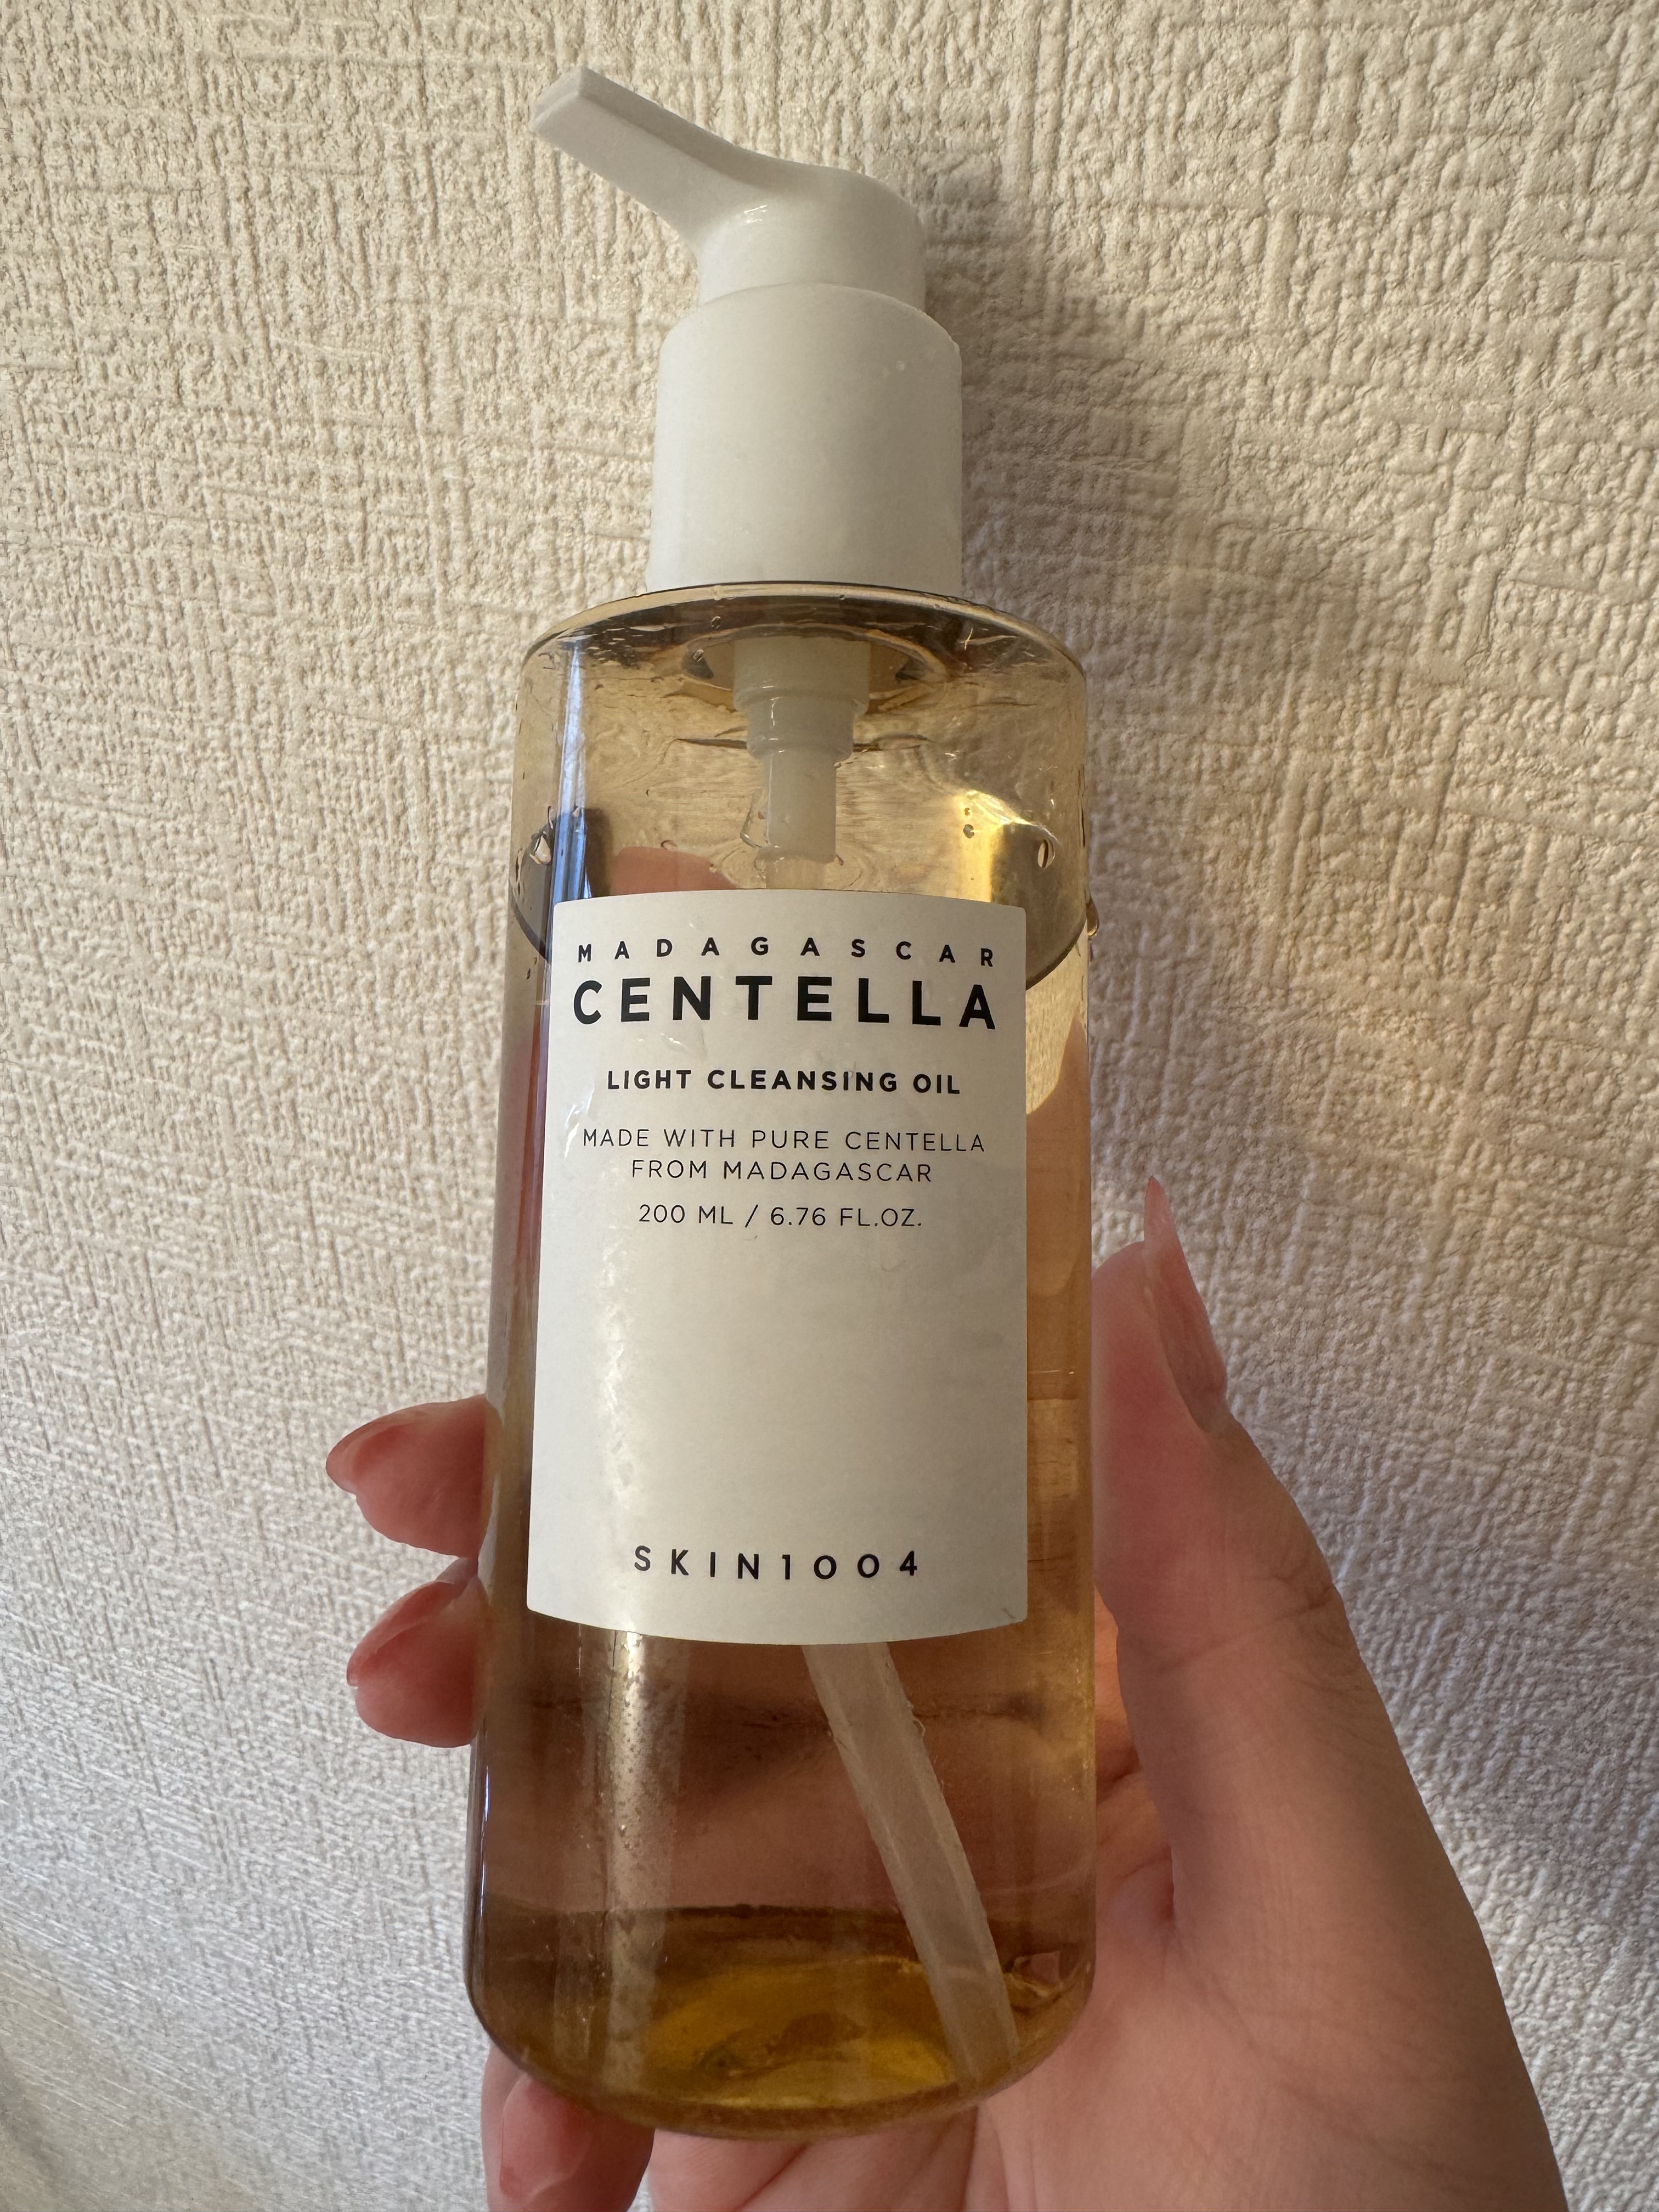 MADAGASCAR
CENTELLA
LIGHT CLEANSING OIL
MADE WITH PURE CENTELLA
FROM MADAGASCAR
200 ML / 6.76 FL.OZ.
SKIN1004